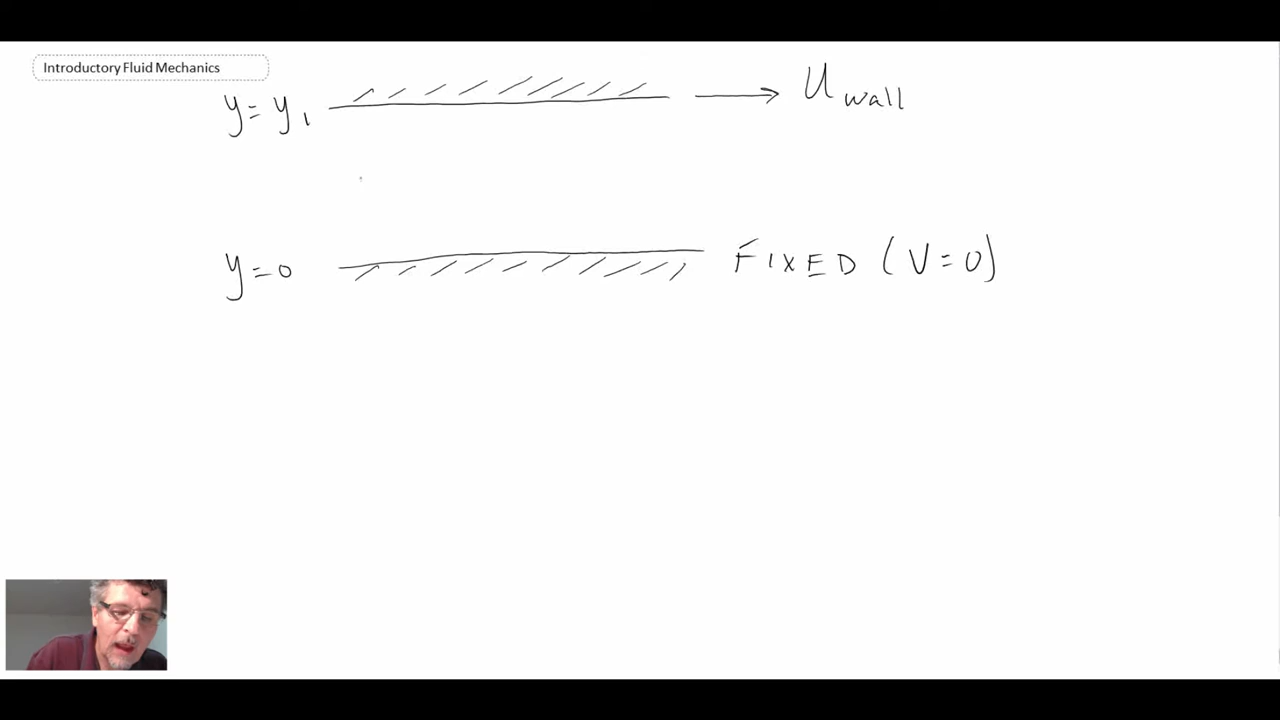 Introductory Fluid Mechanics
y = y₁ → U wall
y = 0 FIXED (V = 0)